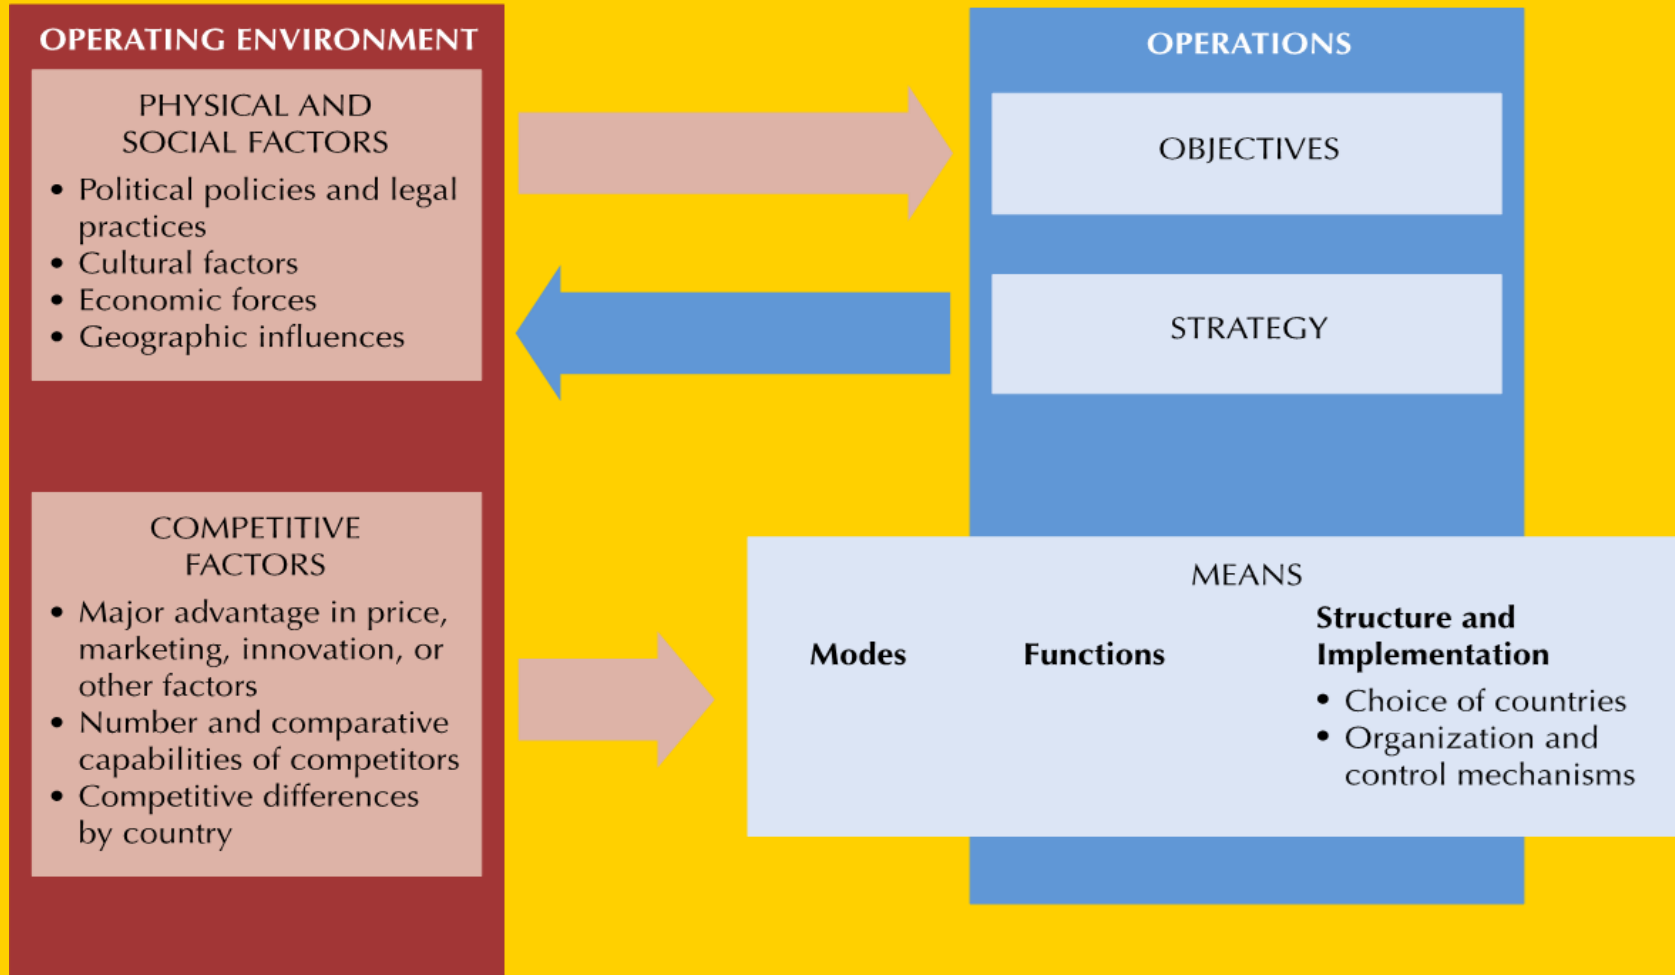 OPERATING ENVIRONMENT
PHYSICAL AND
SOCIAL FACTORS
• Political policies and legal
practices
• Cultural factors
• Economic forces
• Geographic influences
COMPETITIVE
FACTORS
• Major advantage in price,
marketing, innovation, or
other factors
• Number and comparative
capabilities of competitors
• Competitive differences
by country
OPERATIONS
OBJECTIVES
STRATEGY
MEANS
Modes
Functions
Structure and
Implementation
• Choice of countries
• Organization and
control mechanisms